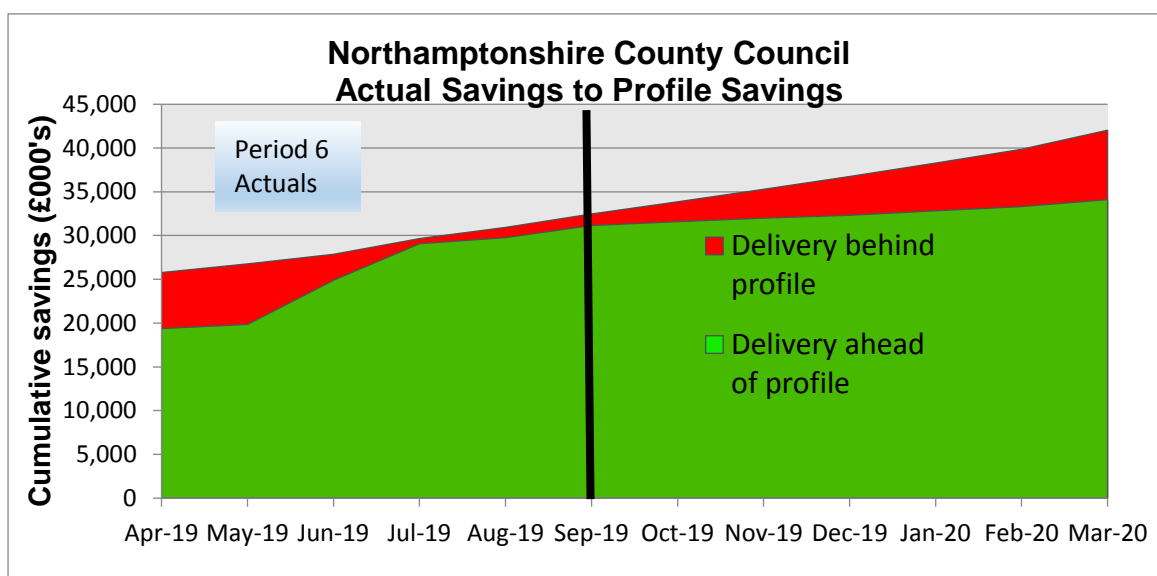 Northamptonshire County Council
Actual Savings to Profile Savings
Cumulative savings (£000's)
45,000
40,000
35,000
30,000
25,000
20,000
15,000
10,000
5,000
0
Period 6
Actuals
Delivery behind
profile
Delivery ahead
of profile
Apr-19 May-19 Jun-19 Jul-19 Aug-19 Sep-19 Oct-19 Nov-19 Dec-19 Jan-20 Feb-20 Mar-20